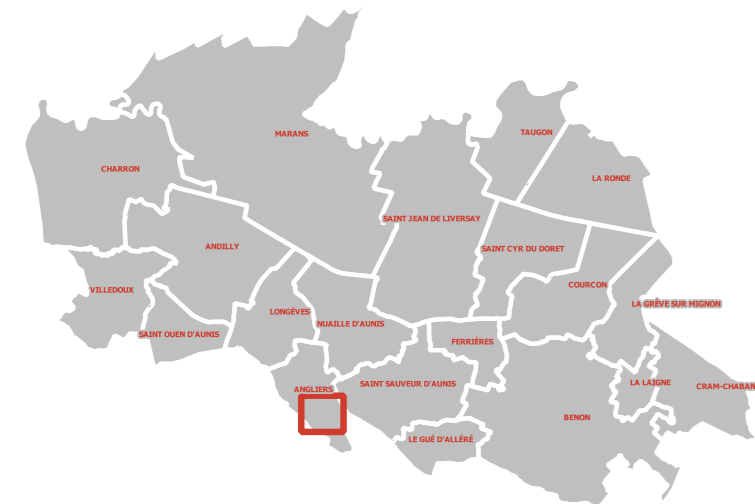 TAUGON
MARANS
CHARRON
LA RONDE
SAINT JEAN DE LIVERSAY
ANDILLY
SAINT CYR DU DORET
COURCON
VILLEDOUX
LA GRÈVE SUR MIGNON
LONGÈVES
NUAILLE D'AUNIS
SAINT OUEN D'AUNIS
FERRIÈRES
ANGLIERS
SAINT SAUVEUR D'AUNIS
LA LAIGNE
CRAM-CHABAN
BENON
LE GUÉ D'ALLÉRÉ